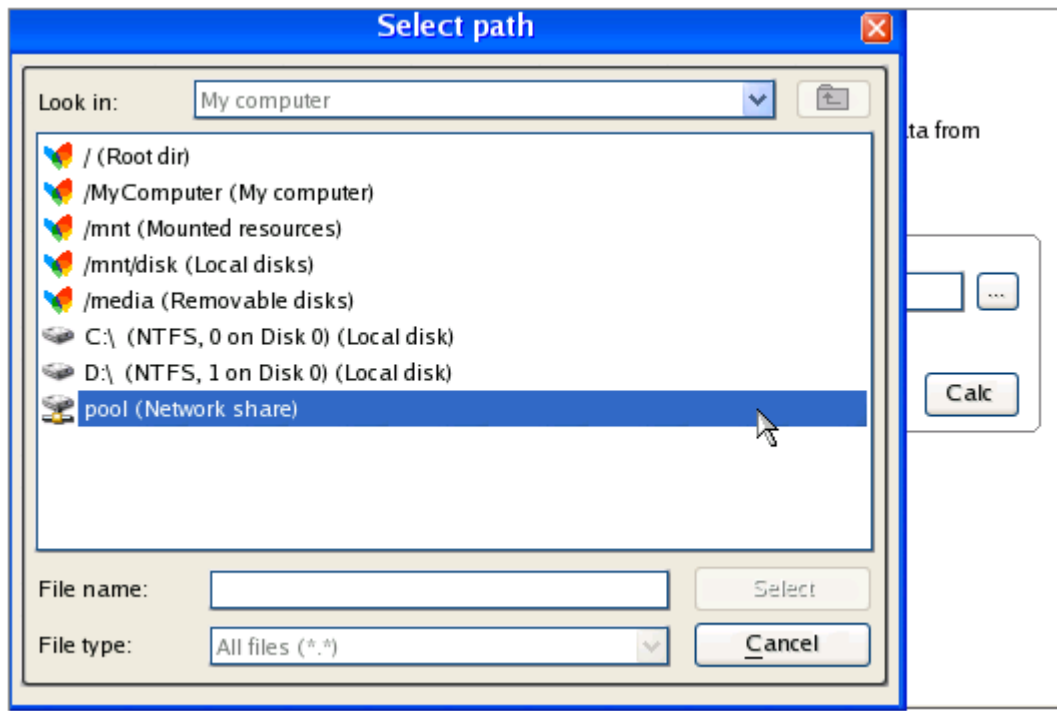 Select path
Look in:
My computer
ta from
/ (Root dir)
/MyComputer (My computer)
/mnt (Mounted resources)
/mnt/disk (Local disks)
/media (Removable disks)
...
C:\ (NTFS, 0 on Disk 0) (Local disk)
D:\ (NTFS, 1 on Disk 0) (Local disk)
Calc
pool (Network share)
File name:
Select
File type:
All files (*.*)
Cancel